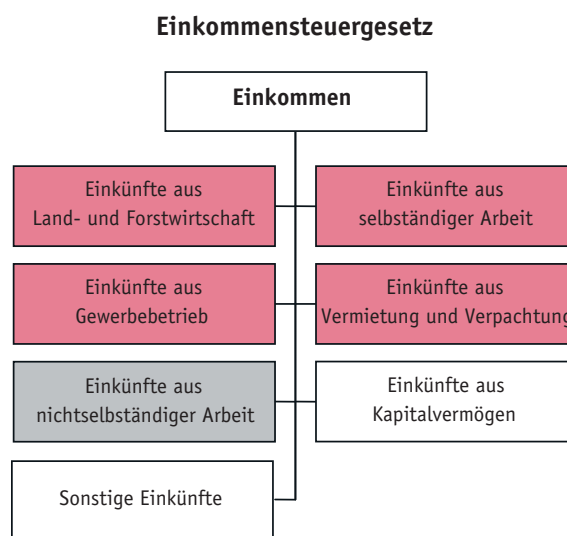 Einkommensteuergesetz
Einkommen
Einkünfte aus
Land- und Forstwirtschaft
Einkünfte aus
selbständiger Arbeit
Einkünfte aus
Gewerbebetrieb
Einkünfte aus
Vermietung und Verpachtung
Einkünfte aus
nichtselbständiger Arbeit
Einkünfte aus
Kapitalvermögen
Sonstige Einkünfte